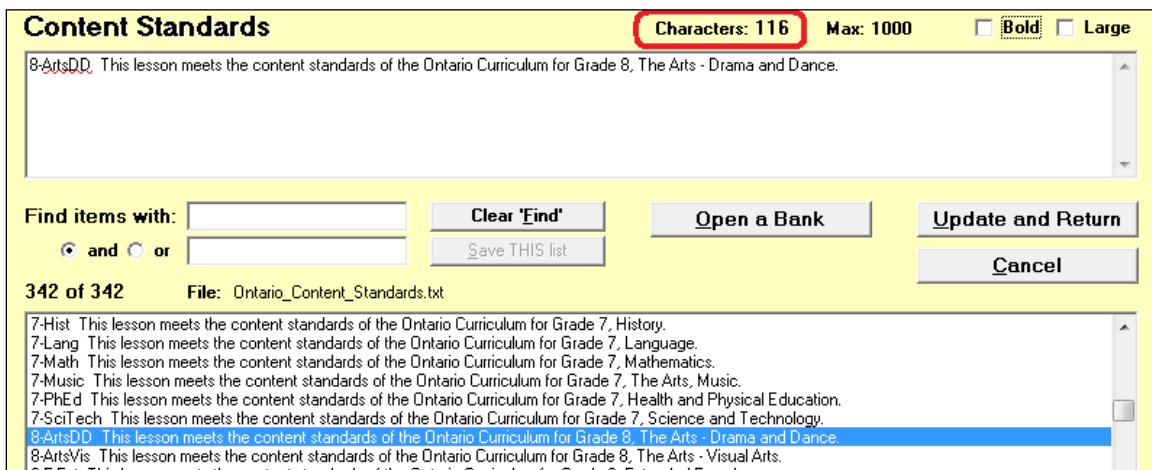 Content Standards Characters: 116 Max: 1000 Bold Large
8-ArtsDD This lesson meets the content standards of the Ontario Curriculum for Grade 8, The Arts - Drama and Dance.
Find items with: Clear 'Find' Open a Bank Update and Return
and or Save THIS list
Cancel
342 of 342 File: Ontario_Content_Standards.txt
7-Hist This lesson meets the content standards of the Ontario Curriculum for Grade 7, History.
7-Lang This lesson meets the content standards of the Ontario Curriculum for Grade 7, Language.
7-Math This lesson meets the content standards of the Ontario Curriculum for Grade 7, Mathematics.
7-Music This lesson meets the content standards of the Ontario Curriculum for Grade 7, The Arts, Music.
7-PhEd This lesson meets the content standards of the Ontario Curriculum for Grade 7, Health and Physical Education.
7-SciTech This lesson meets the content standards of the Ontario Curriculum for Grade 7, Science and Technology.
8-ArtsDD This lesson meets the content standards of the Ontario Curriculum for Grade 8, The Arts - Drama and Dance.
8-ArtsVis This lesson meets the content standards of the Ontario Curriculum for Grade 8, The Arts - Visual Arts.